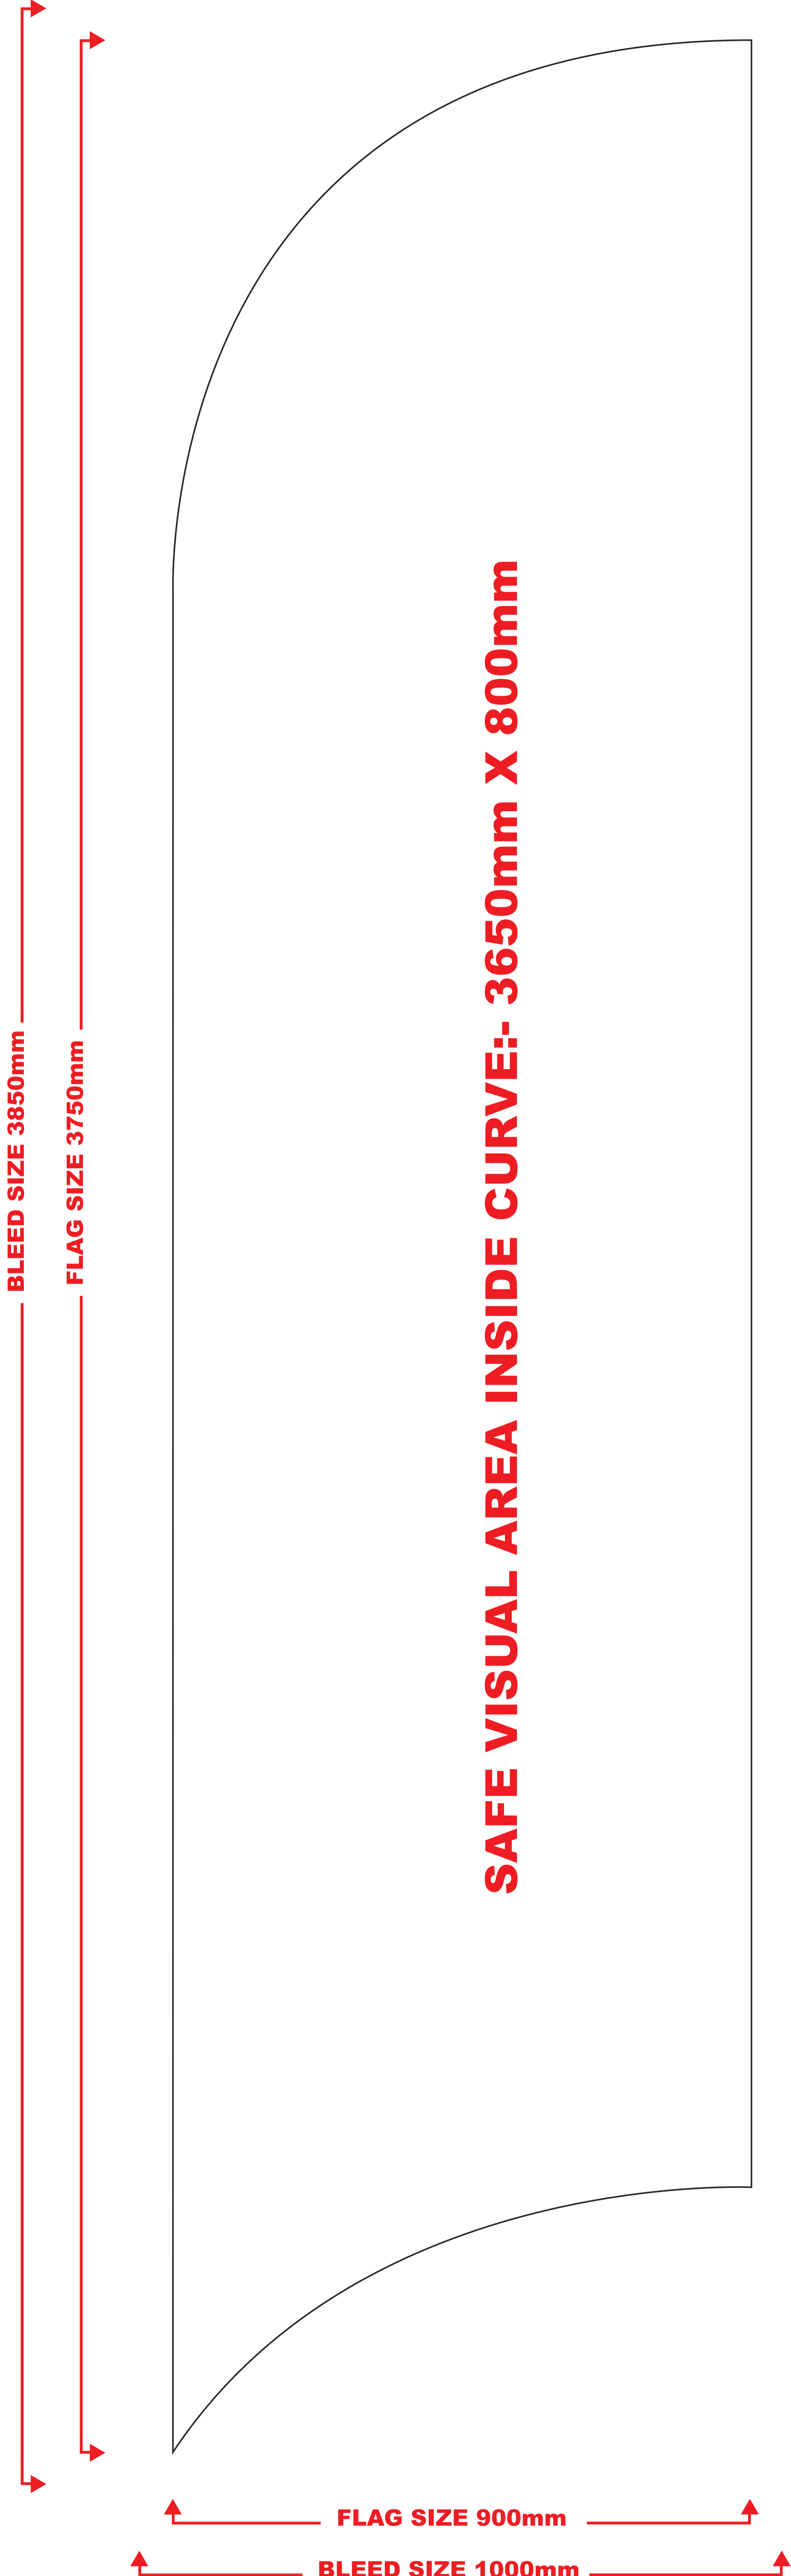 BLEED SIZE 3850mm
FLAG SIZE 3750mm
SAFE VISUAL AREA INSIDE CURVE:- 3650mm X 800mm
FLAG SIZE 900mm
BLEED SIZE 1000mm